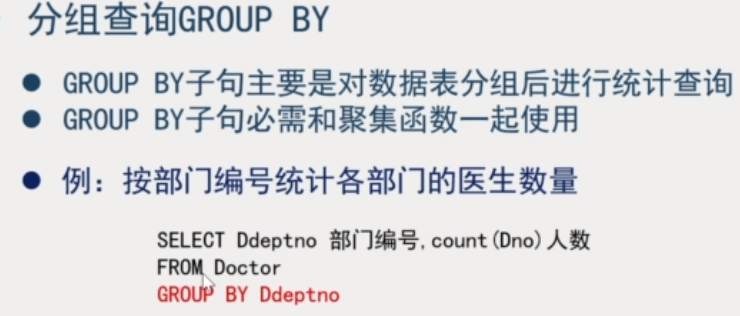 分组查询GROUP BY
● GROUP BY子句主要是对数据表分组后进行统计查询
● GROUP BY子句必需和聚集函数一起使用
● 例：按部门编号统计各部门的医生数量
SELECT Ddeptno 部门编号,count(Dno)人数
FROM Doctor
GROUP BY Ddeptno